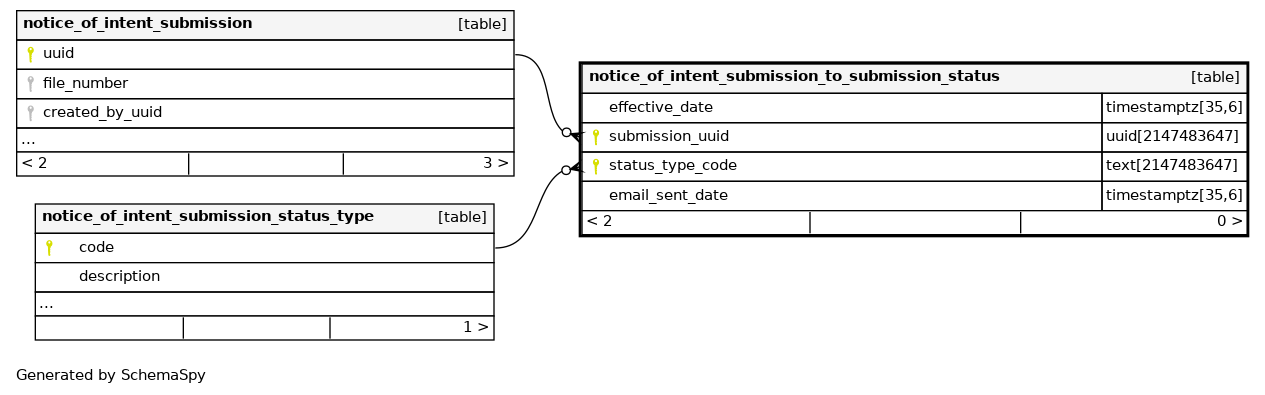 notice_of_intent_submission [table]
uuid
file_number
created_by_uuid
...
< 2 3 >
notice_of_intent_submission_status_type [table]
code
description
...
1 >
notice_of_intent_submission_to_submission_status [table]
effective_date timestamptz[35,6]
submission_uuid uuid[2147483647]
status_type_code text[2147483647]
email_sent_date timestamptz[35,6]
< 2 0 >
Generated by SchemaSpy